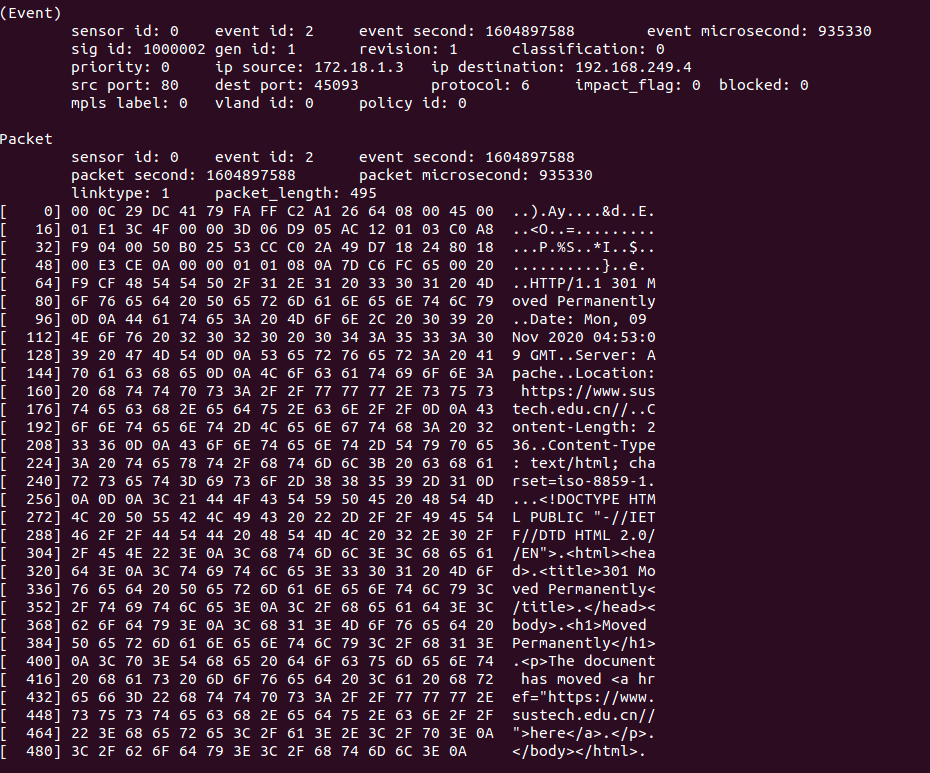 (Event)
        sensor id: 0    event id: 2     event second: 1604897588        event microsecond: 935330
        sig id: 1000002 gen id: 1       revision: 1      classification: 0
        priority: 0     ip source: 172.18.1.3   ip destination: 192.168.249.4
        src port: 80    dest port: 45093        protocol: 6     impact_flag: 0  blocked: 0
        mpls label: 0   vland id: 0     policy id: 0

Packet
        sensor id: 0    event id: 2     event second: 1604897588
        packet second: 1604897588       packet microsecond: 935330
        linktype: 1     packet_length: 495
[    0] 00 0C 29 DC 41 79 FA FF C2 A1 26 64 08 00 45 00  ..).Ay....&d..E.
[   16] 01 E1 3C 4F 00 00 3D 06 D9 05 AC 12 01 03 C0 A8  ..<O..=.........
[   32] F9 04 00 50 B0 25 53 CC C0 2A 49 D7 18 24 80 18  ...P.%S..*I..$..
[   48] 00 E3 CE 0A 00 00 01 01 08 0A 7D C6 FC 65 00 20  ..........}..e. 
[   64] F9 CF 48 54 54 50 2F 31 2E 31 20 33 30 31 20 4D  ..HTTP/1.1 301 M
[   80] 6F 76 65 64 20 50 65 72 6D 61 6E 65 6E 74 6C 79  oved Permanently
[   96] 0D 0A 44 61 74 65 3A 20 4D 6F 6E 2C 20 30 39 20  ..Date: Mon, 09 
[  112] 4E 6F 76 20 32 30 32 30 20 30 34 3A 35 33 3A 30  Nov 2020 04:53:0
[  128] 39 20 47 4D 54 0D 0A 53 65 72 76 65 72 3A 20 41  9 GMT..Server: A
[  144] 70 61 63 68 65 0D 0A 4C 6F 63 61 74 69 6F 6E 3A  pache..Location:
[  160] 20 68 74 74 70 73 3A 2F 2F 77 77 77 2E 73 75 73   https://www.sus
[  176] 74 65 63 68 2E 65 64 75 2E 63 6E 2F 2F 0D 0A 43  tech.edu.cn//..C
[  192] 6F 6E 74 65 6E 74 2D 4C 65 6E 67 74 68 3A 20 32  ontent-Length: 2
[  208] 33 36 0D 0A 43 6F 6E 74 65 6E 74 2D 54 79 70 65  36..Content-Type
[  224] 3A 20 74 65 78 74 2F 68 74 6D 6C 3B 20 63 68 61  : text/html; cha
[  240] 72 73 65 74 3D 69 73 6F 2D 38 38 35 39 2D 31 0D  rset=iso-8859-1.
[  256] 0A 0D 0A 3C 21 44 4F 43 54 59 50 45 20 48 54 4D  ...<!DOCTYPE HTM
[  272] 4C 20 50 55 42 4C 49 43 20 22 2D 2F 2F 49 45 54  L PUBLIC "-//IET
[  288] 46 2F 2F 44 54 44 20 48 54 4D 4C 20 32 2E 30 2F  F//DTD HTML 2.0/
[  304] 2F 45 4E 22 3E 0A 3C 68 74 6D 6C 3E 3C 68 65 61  /EN">.<html><hea
[  320] 64 3E 0A 3C 74 69 74 6C 65 3E 33 30 31 20 4D 6F  d>.<title>301 Mo
[  336] 76 65 64 20 50 65 72 6D 61 6E 65 6E 74 6C 79 3C  ved Permanently<
[  352] 2F 74 69 74 6C 65 3E 0A 3C 2F 68 65 61 64 3E 3C  /title>.</head><
[  368] 62 6F 64 79 3E 0A 3C 68 31 3E 4D 6F 76 65 64 20  body>.<h1>Moved 
[  384] 50 65 72 6D 61 6E 65 6E 74 6C 79 3C 2F 68 31 3E  Permanently</h1>
[  400] 0A 3C 70 3E 54 68 65 20 64 6F 63 75 6D 65 6E 74  .<p>The document
[  416] 20 68 61 73 20 6D 6F 76 65 64 20 3C 61 20 68 72   has moved <a hr
[  432] 65 66 3D 22 68 74 74 70 73 3A 2F 2F 77 77 77 2E  ef="https://www.
[  448] 73 75 73 74 65 63 68 2E 65 64 75 2E 63 6E 2F 2F  sustech.edu.cn//
[  464] 22 3E 68 65 72 65 3C 2F 61 3E 2E 3C 2F 70 3E 0A  ">here</a>.</p>.
[  480] 3C 2F 62 6F 64 79 3E 3C 2F 68 74 6D 6C 3E 0A  </body></html>.